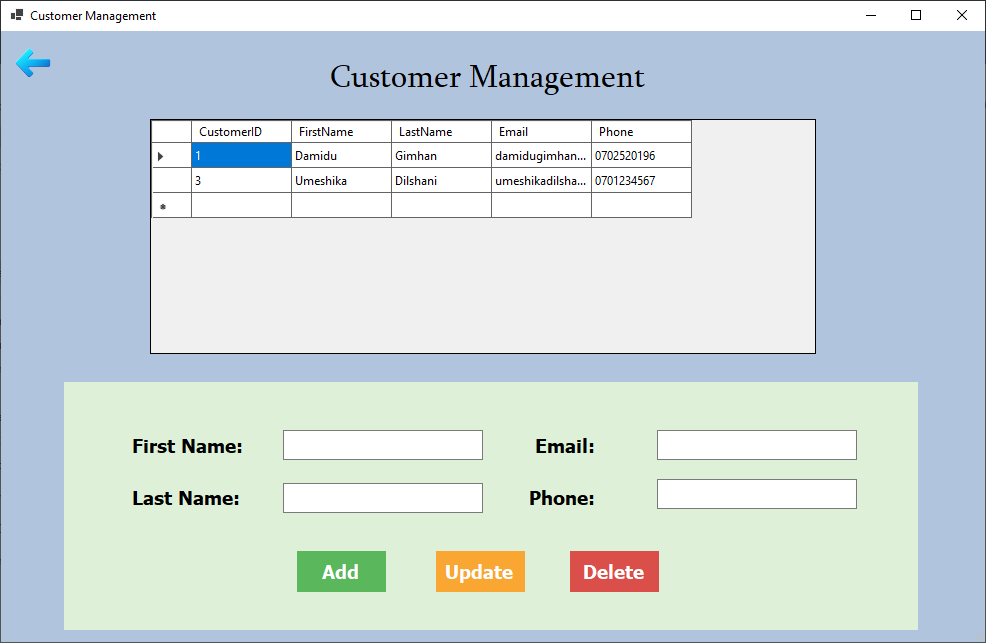 Customer Management
Customer Management
CustomerID FirstName LastName Email Phone
1 Damidu Gimhan damidugimhan... 0702520196
3 Umeshika Dilshani umeshikadilsha... 0701234567
*
First Name: Email:
Last Name: Phone:
Add Update Delete